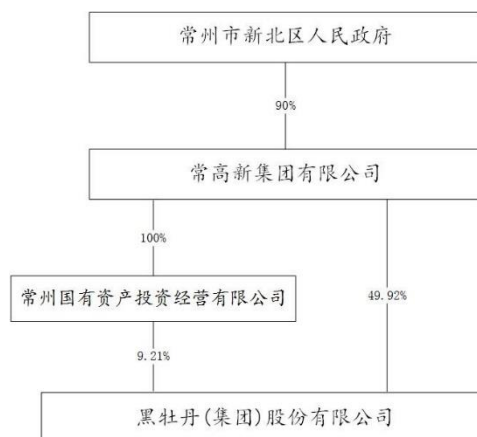 常州市新北区人民政府
90%
常高新集团有限公司
100%
常州国有资产投资经营有限公司
49.92%
9.21%
黑牡丹(集团)股份有限公司